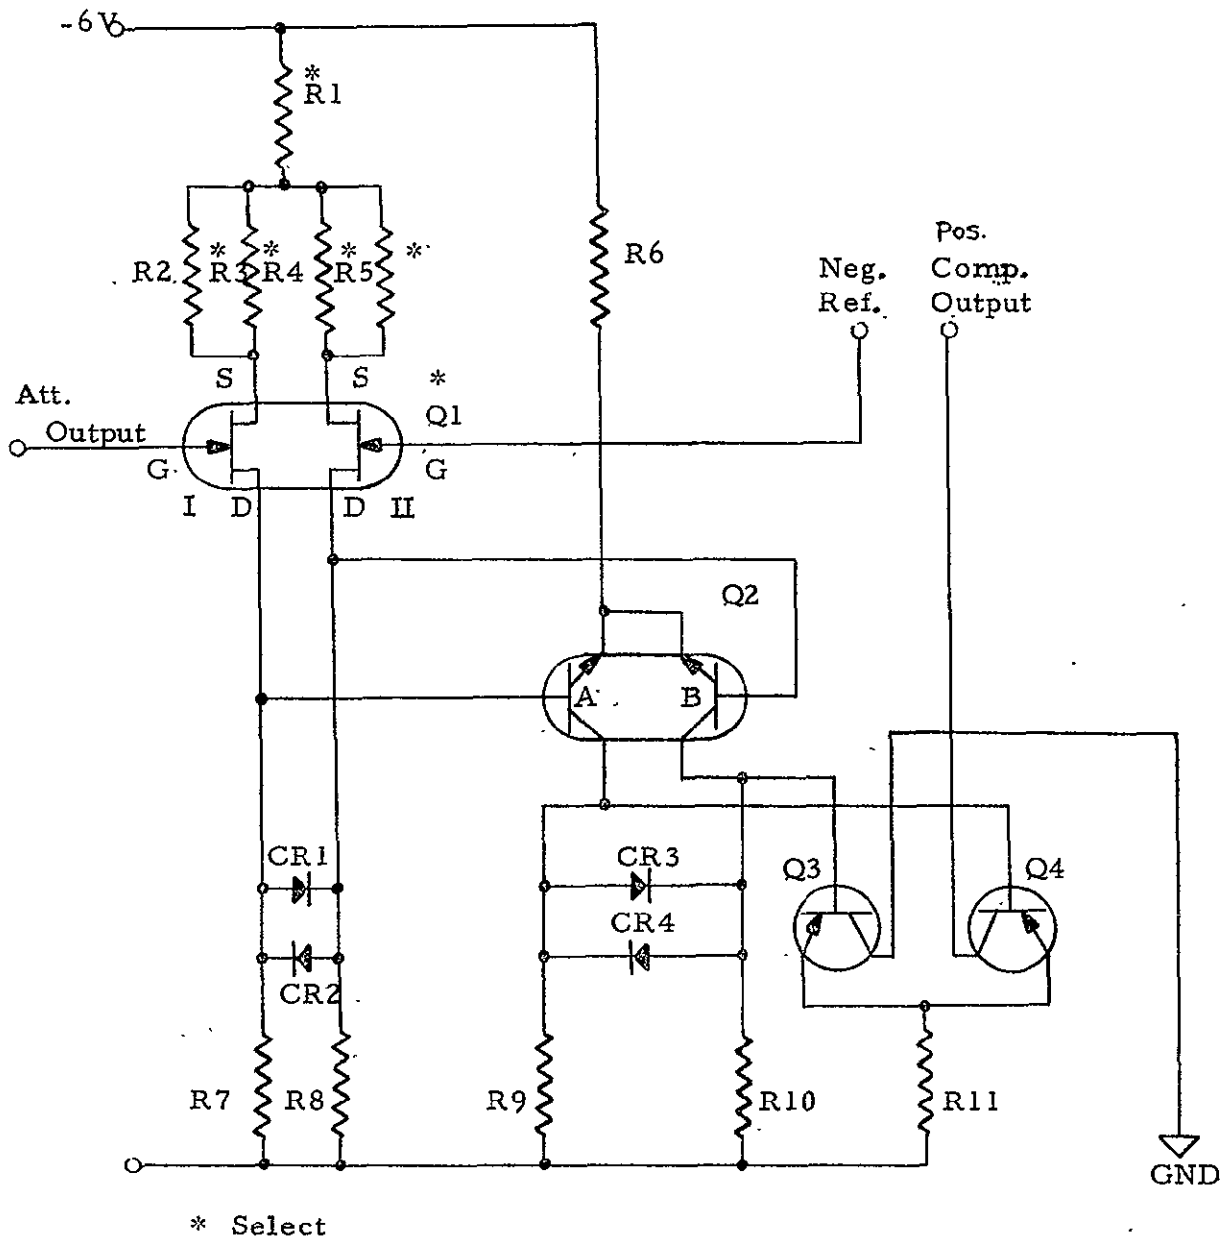 -6V
*
R1
R2
*
R3
*
R4
*
R5
*
R6
Neg.
Ref.
Pos.
Comp.
Output
S
S
*
Q1
Att.
Output
G
G
I
D
D
II
Q2
A
B
CR1
CR2
CR3
CR4
Q3
Q4
R7
R8
R9
R10
R11
GND
* Select